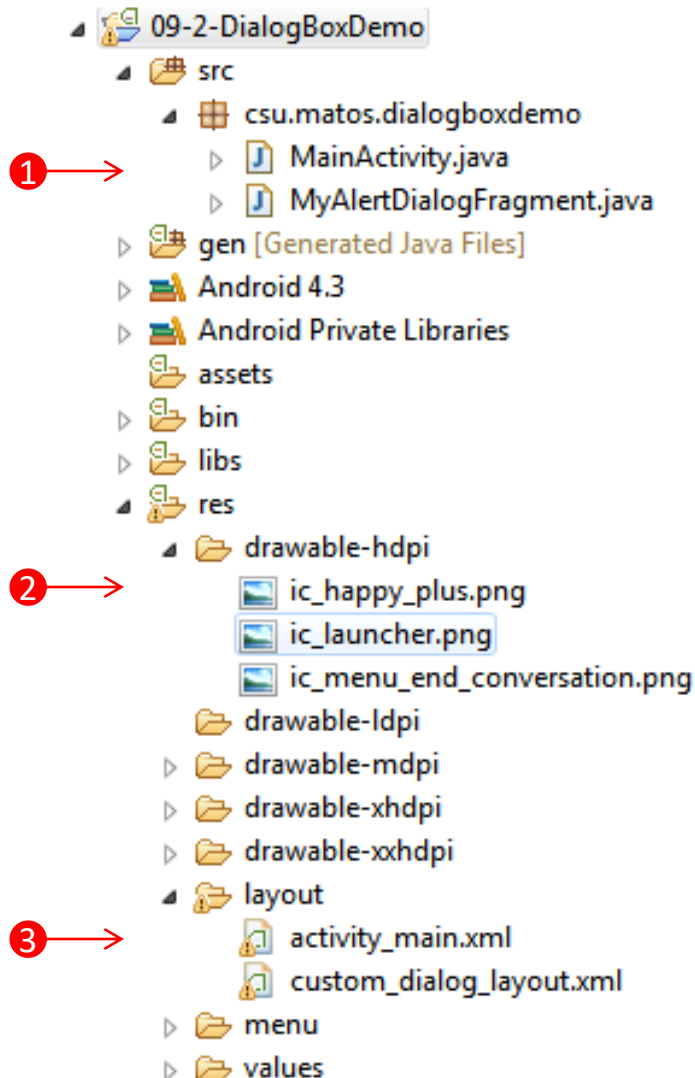 09-2-DialogBoxDemo
src
csu.matos.dialogboxdemo
1
MainActivity.java
MyAlertDialogFragment.java
gen [Generated Java Files]
Android 4.3
Android Private Libraries
assets
bin
libs
res
drawable-hdpi
2
ic_happy_plus.png
ic_launcher.png
ic_menu_end_conversation.png
drawable-ldpi
drawable-mdpi
drawable-xhdpi
drawable-xxhdpi
layout
3
activity_main.xml
custom_dialog_layout.xml
menu
values